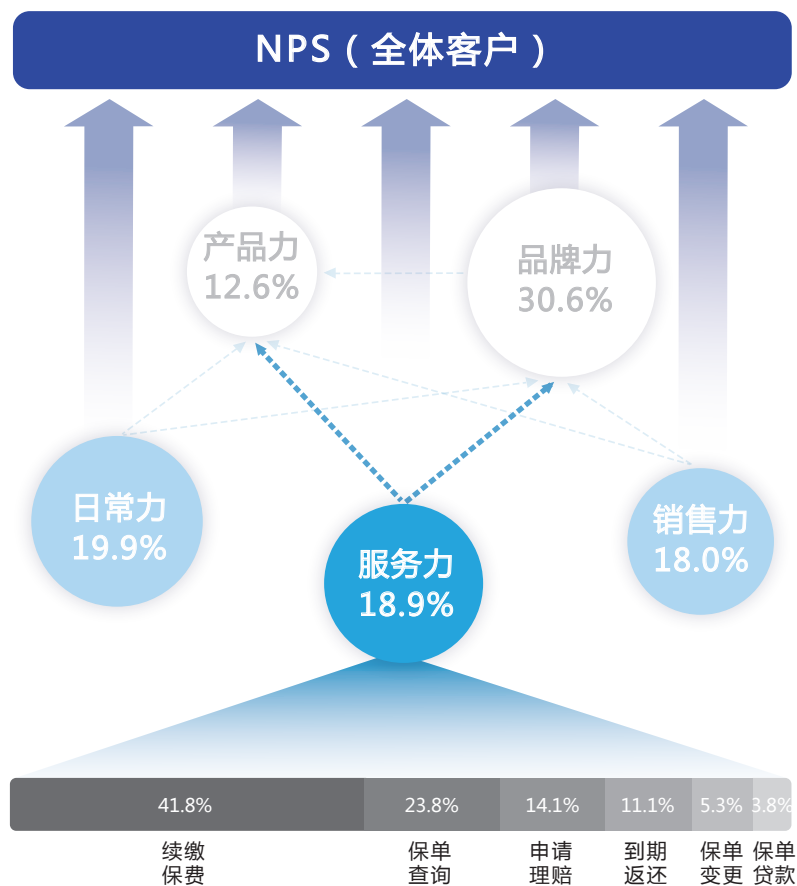 NPS（全体客户）
产品力
12.6%
品牌力
30.6%
日常力
19.9%
服务力
18.9%
销售力
18.0%
41.8%
23.8%
14.1%
11.1%
5.3%
3.8%
续缴
保费
保单
查询
申请
理赔
到期
返还
保单
变更
保单
贷款